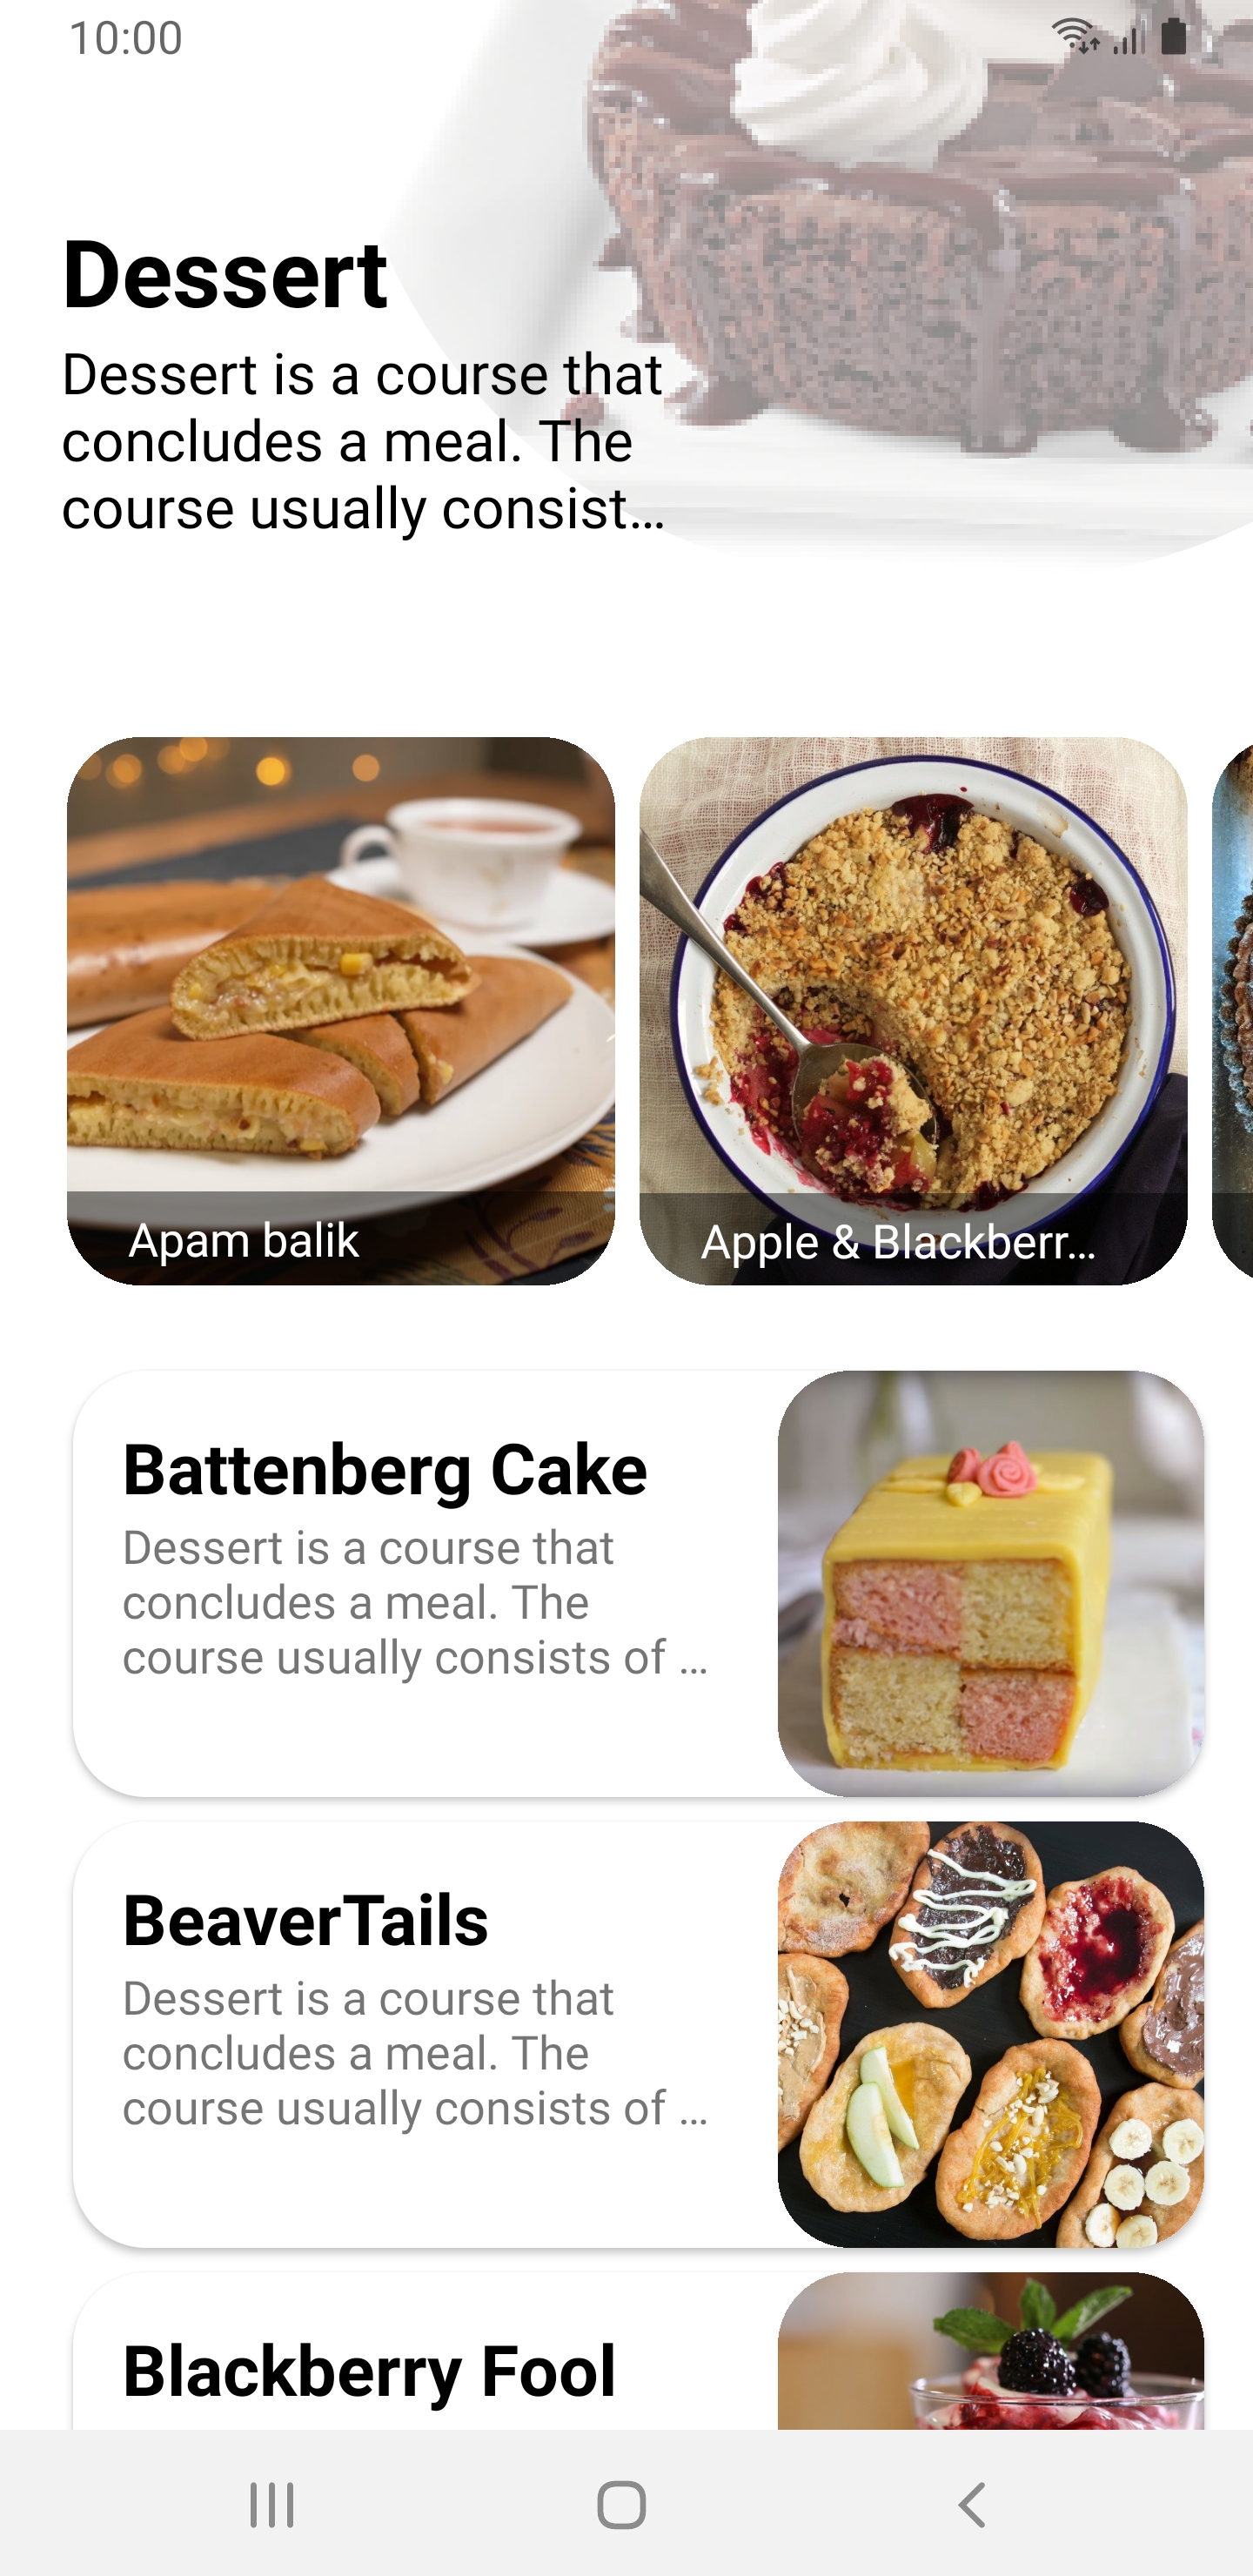 10:00
Dessert
Dessert is a course that
concludes a meal. The
course usually consist...
Apam balik
Apple & Blackberr...
Battenberg Cake
Dessert is a course that
concludes a meal. The
course usually consists of ...
BeaverTails
Dessert is a course that
concludes a meal. The
course usually consists of ...
Blackberry Fool